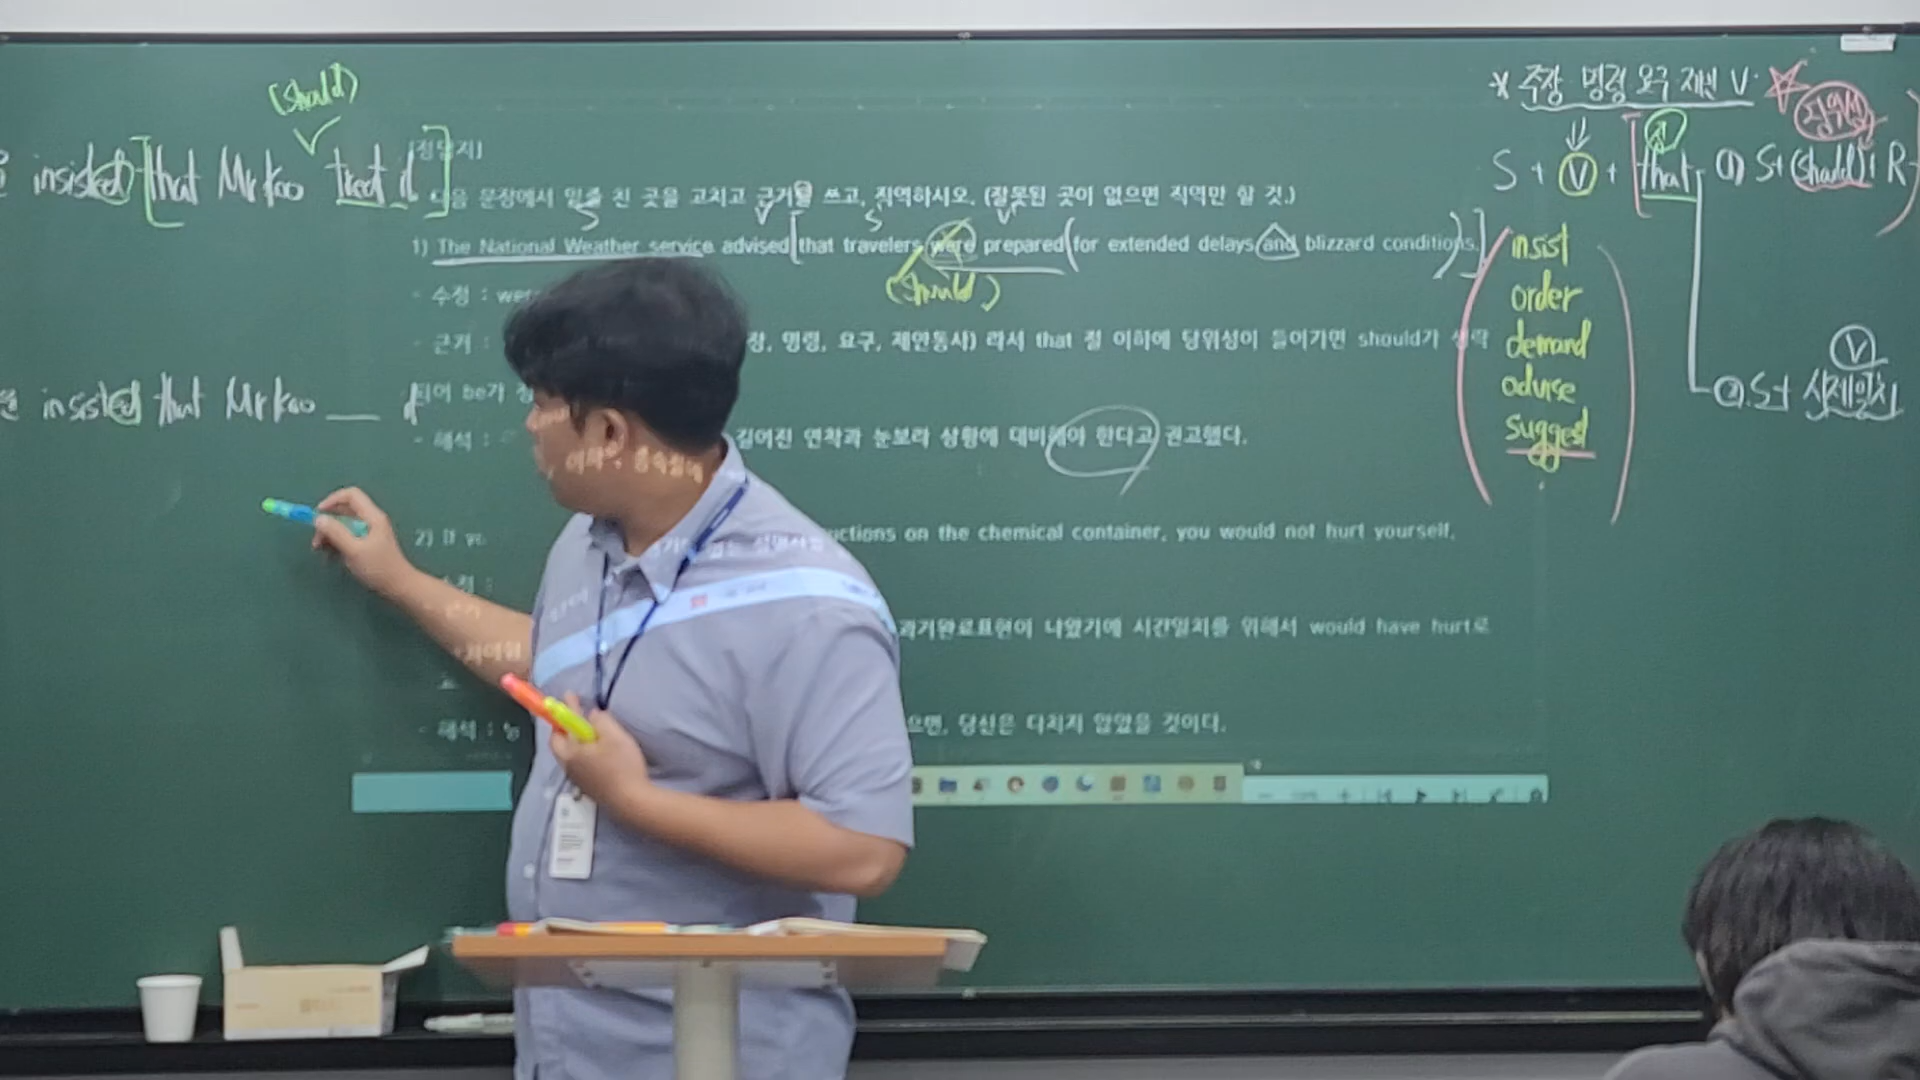 (should)
insisted [that Mr Koo treat it]
insisted that Mr Koo ___ it
[정답지]
다음 문장에서 밑줄 친 곳을 고치고 근거를 쓰고, 직역하시오. (잘못된 곳이 없으면 직역만 할 것.)
S V S V
1) The National Weather service advised [that travelers were prepared (for extended delays and blizzard conditions.)]
(Should)
- 수정 : were
- 근거 : 장, 명령, 요구, 제안동사) 라서 that 절 이하에 당위성이 들어가면 should가 생략
되어 be가 정
- 해석 : 길어진 연착과 눈보라 상황에 대비해야 한다고 권고했다.
2) If you ructions on the chemical container, you would not hurt yourself.
- 수정 :
- 근거 과거완료표현이 나왔기에 시간일치를 위해서 would have hurt로
- 해석 : 으면, 당신은 다치지 않았을 것이다.
* 주장 명령 요구 제안 V
당위성
S + V + [that ① S+(should)+R
insist
order
demand
advise
suggest
V
② S+ 시제일치